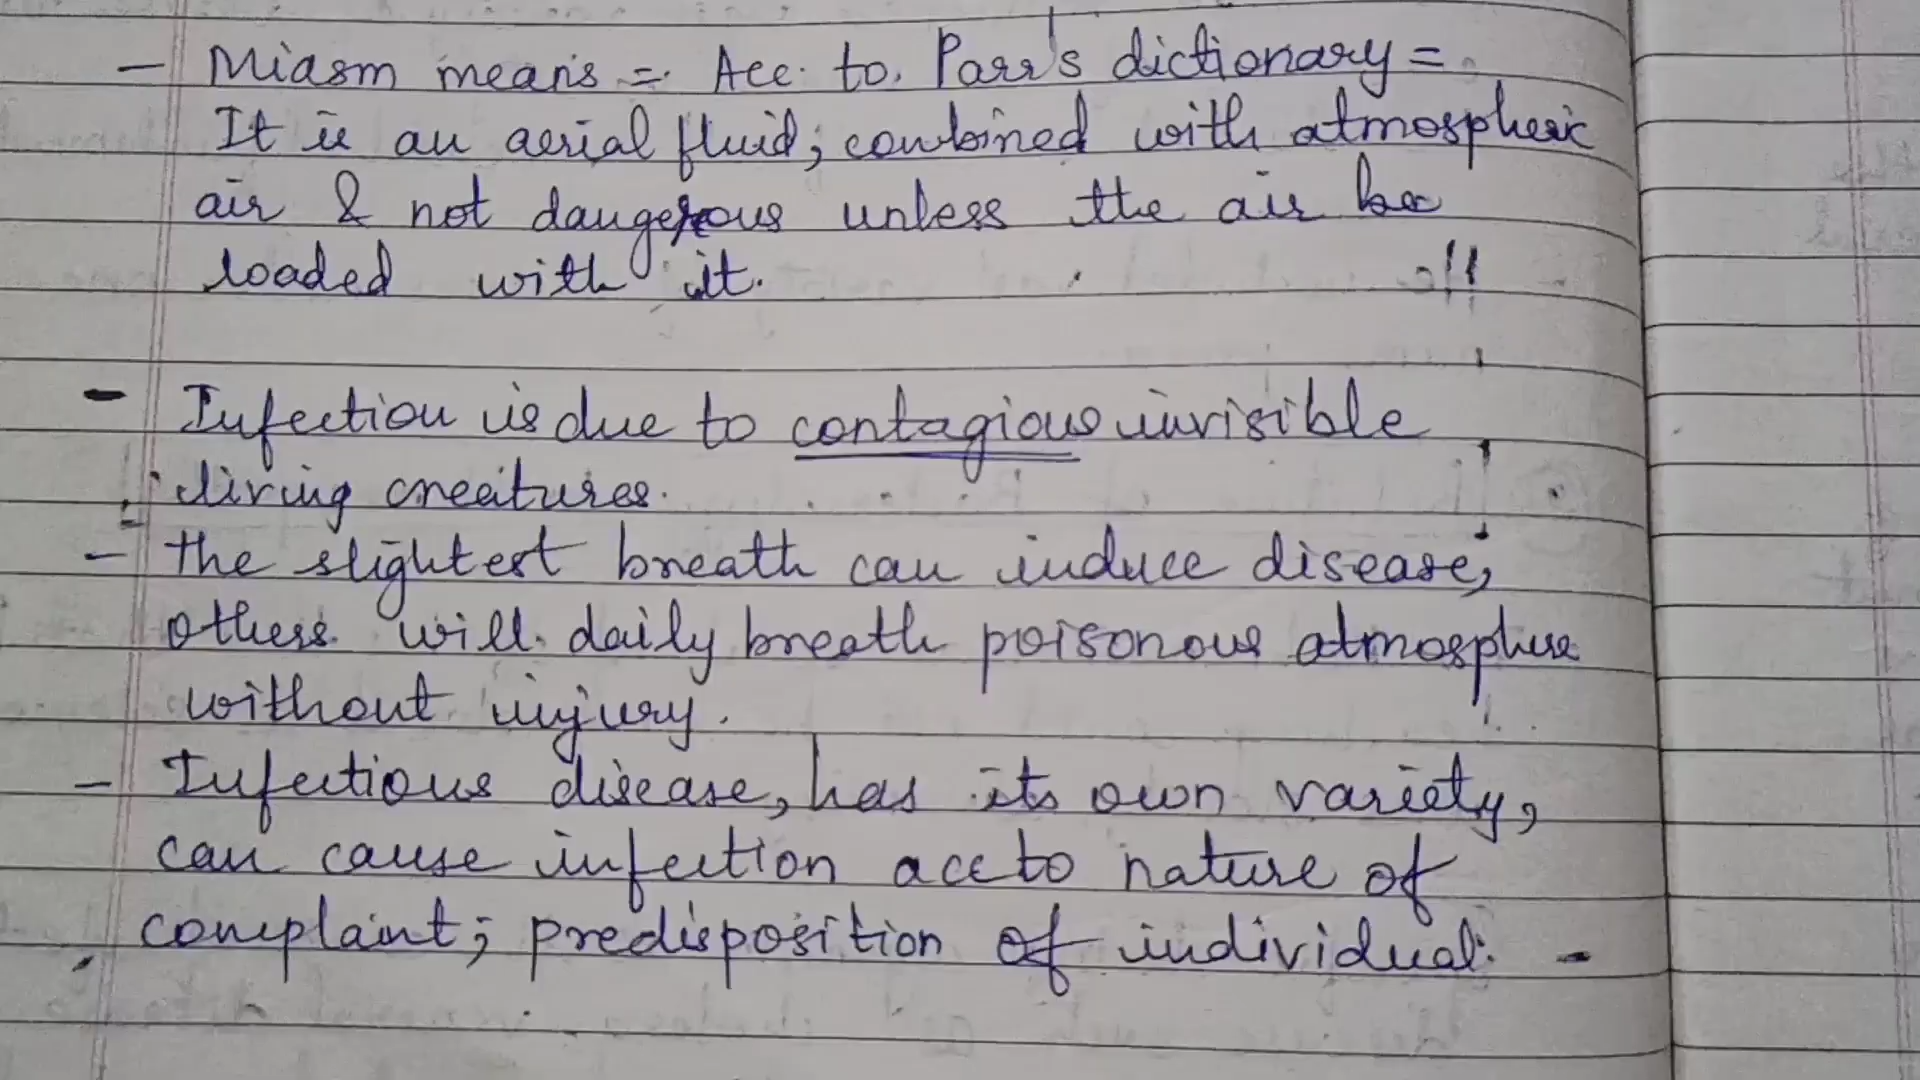 - Miasm means = Acc. to. Parr's dictionary =
It is an aerial fluid; combined with atmospheric
air & not dangerous unless the air be
loaded with it.
- Infection is due to contagious invisible
living creatures.
- the slightest breath can induce disease,
others will daily breath poisonous atmosphere
without injury.
- Infectious disease, has its own variety,
can cause infection acc to nature of
complaint; predisposition of individual. -